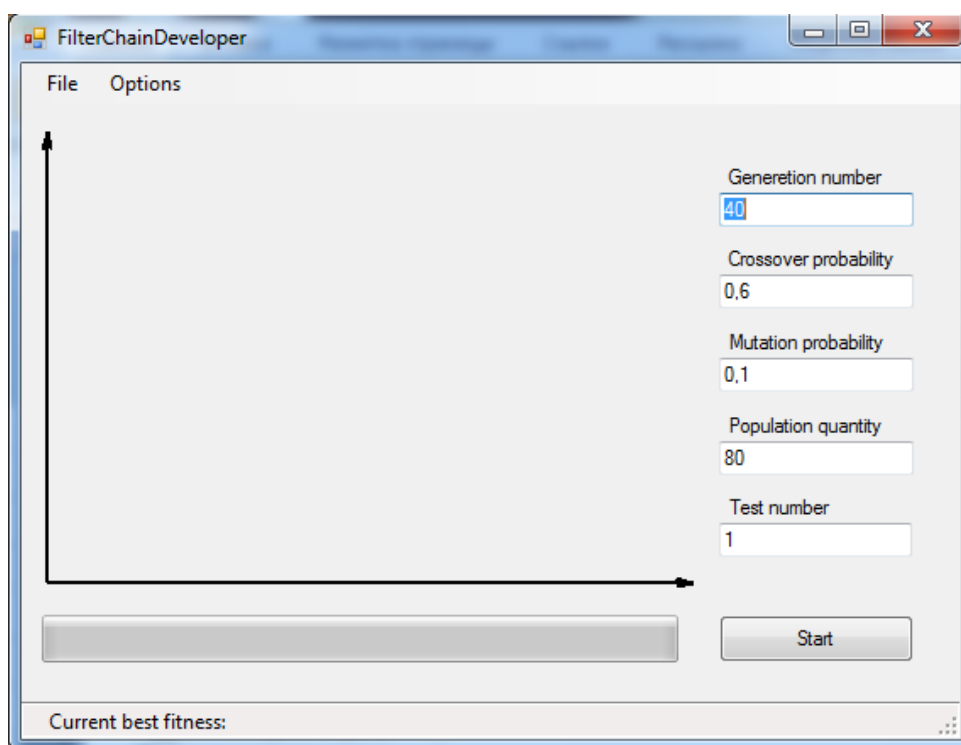 FilterChainDeveloper
File Options
Generetion number
40
Crossover probability
0,6
Mutation probability
0,1
Population quantity
80
Test number
1
Start
Current best fitness: